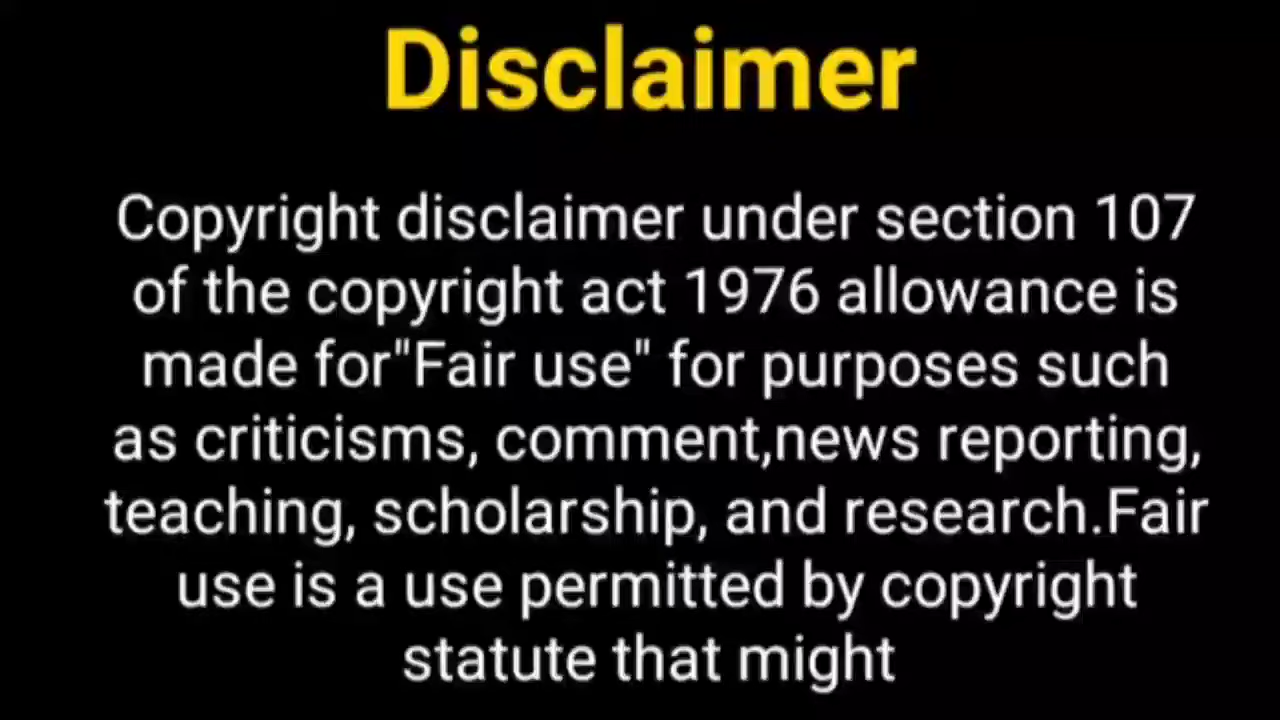 Disclaimer
Copyright disclaimer under section 107
of the copyright act 1976 allowance is
made for"Fair use" for purposes such
as criticisms, comment,news reporting,
teaching, scholarship, and research.Fair
use is a use permitted by copyright
statute that might